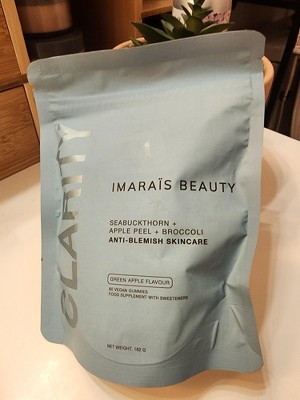 CLARITY
IMARAÏS BEAUTY
SEABUCKTHORN +
APPLE PEEL + BROCCOLI
ANTI-BLEMISH SKINCARE
GREEN APPLE FLAVOUR
60 VEGAN GUMMIES
FOOD SUPPLEMENT WITH SWEETENERS
NET WEIGHT. 162 G